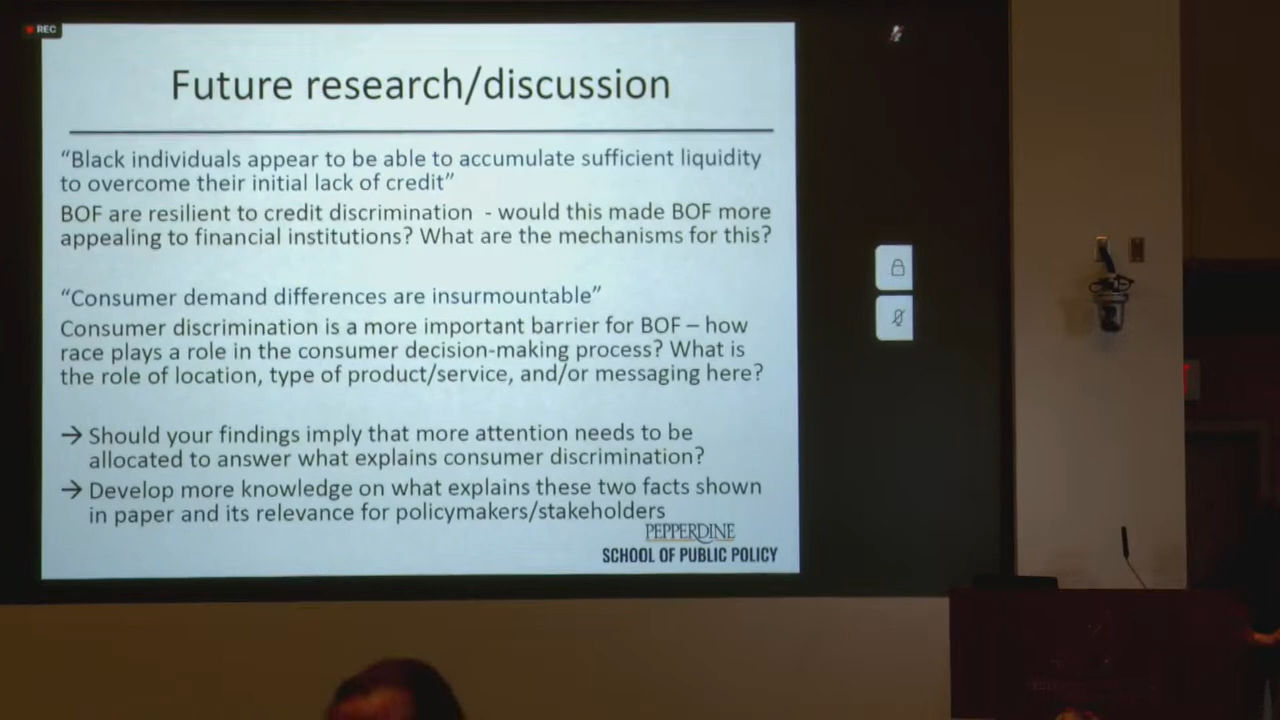 REC
Future research/discussion
“Black individuals appear to be able to accumulate sufficient liquidity
to overcome their initial lack of credit”
BOF are resilient to credit discrimination - would this made BOF more
appealing to financial institutions? What are the mechanisms for this?
“Consumer demand differences are insurmountable”
Consumer discrimination is a more important barrier for BOF – how
race plays a role in the consumer decision-making process? What is
the role of location, type of product/service, and/or messaging here?
→ Should your findings imply that more attention needs to be
allocated to answer what explains consumer discrimination?
→ Develop more knowledge on what explains these two facts shown
in paper and its relevance for policymakers/stakeholders
PEPPERDINE
SCHOOL OF PUBLIC POLICY